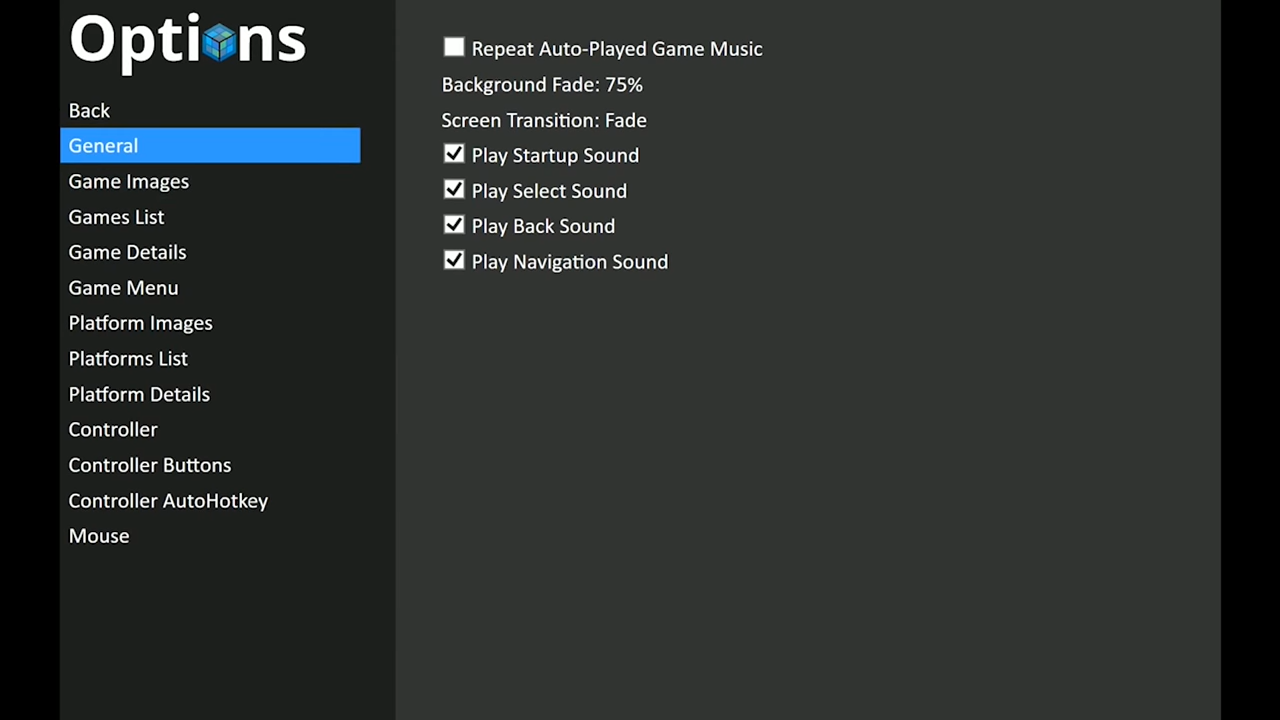 Options
Back
General
Game Images
Games List
Game Details
Game Menu
Platform Images
Platforms List
Platform Details
Controller
Controller Buttons
Controller AutoHotkey
Mouse
Repeat Auto-Played Game Music
Background Fade: 75%
Screen Transition: Fade
Play Startup Sound
Play Select Sound
Play Back Sound
Play Navigation Sound